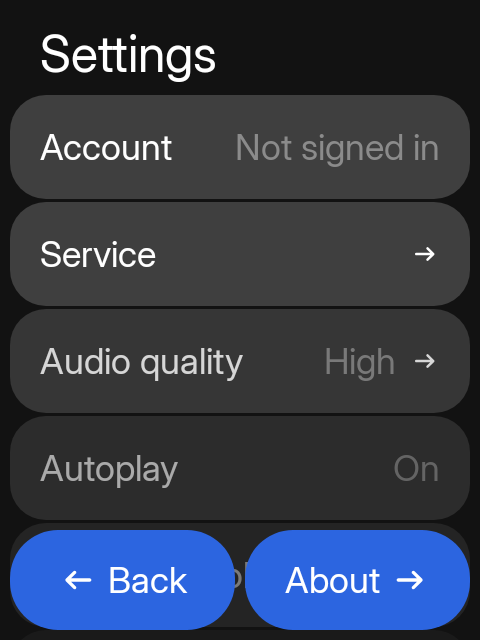 Settings
Account Not signed in
Service →
Audio quality High →
Autoplay On
← Back About →